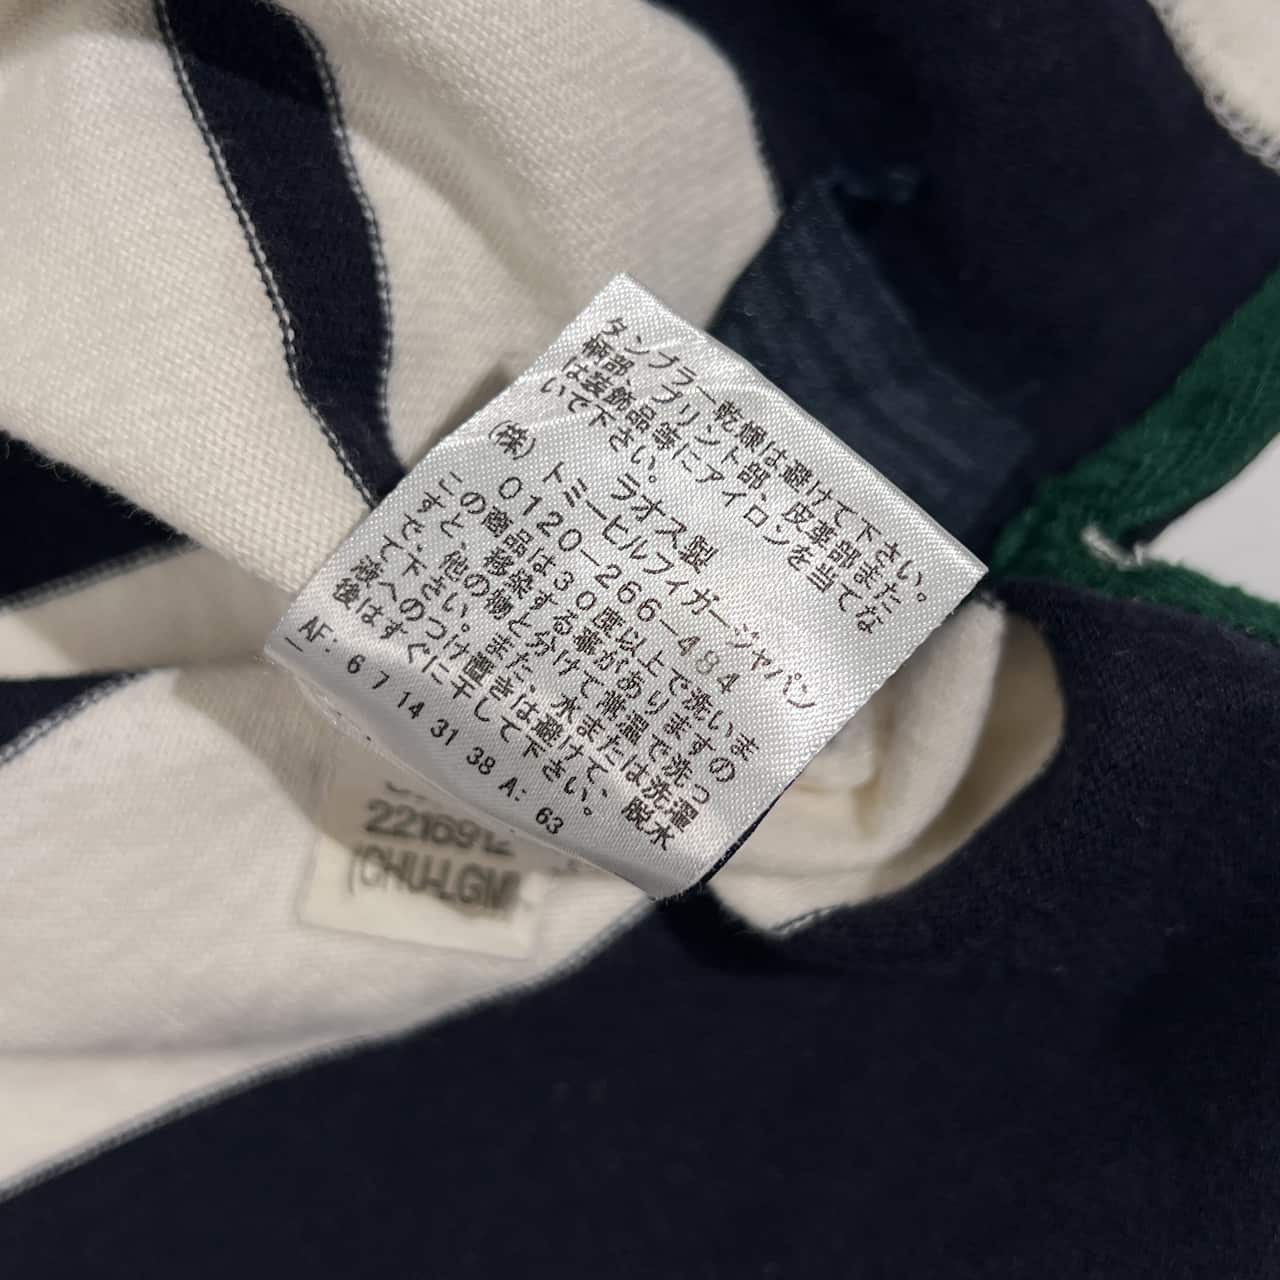 タンブラー乾燥は避けて下さい。
柄部、プリント部、皮革部また
は装飾品等にアイロンを当てな
いで下さい。
ラオス製
(株) トミーヒルフィガージャパン
0120-266-484
この商品は30度以上で洗いま
すと、移染する事がありますの
で、他の物と分けて常温で洗っ
て下さい。また、水または洗濯
液へのつけ置きは避けて、脱水
後はすぐに干して下さい。
AF: 6 7 14 31 38 A: 63
2216912
(CHU-LGM)